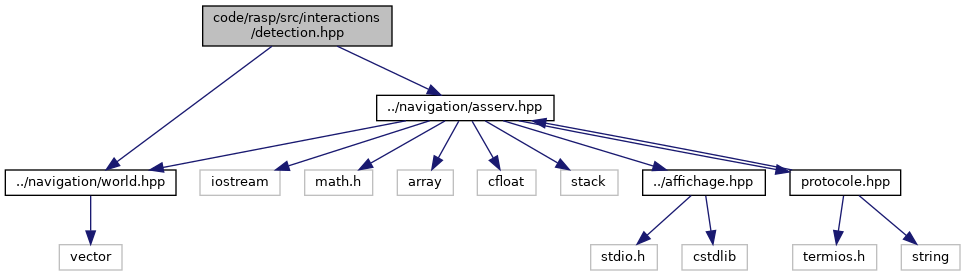 code/rasp/src/interactions
/detection.hpp
../navigation/asserv.hpp
../navigation/world.hpp
iostream
math.h
array
cfloat
stack
../affichage.hpp
protocole.hpp
vector
stdio.h
cstdlib
termios.h
string